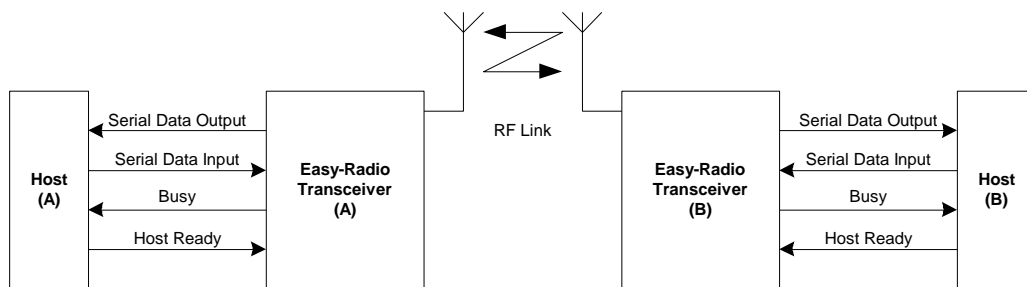 Host
(A)
Serial Data Output
Serial Data Input
Busy
Host Ready
Easy-Radio
Transceiver
(A)
RF Link
Easy-Radio
Transceiver
(B)
Serial Data Output
Serial Data Input
Busy
Host Ready
Host
(B)